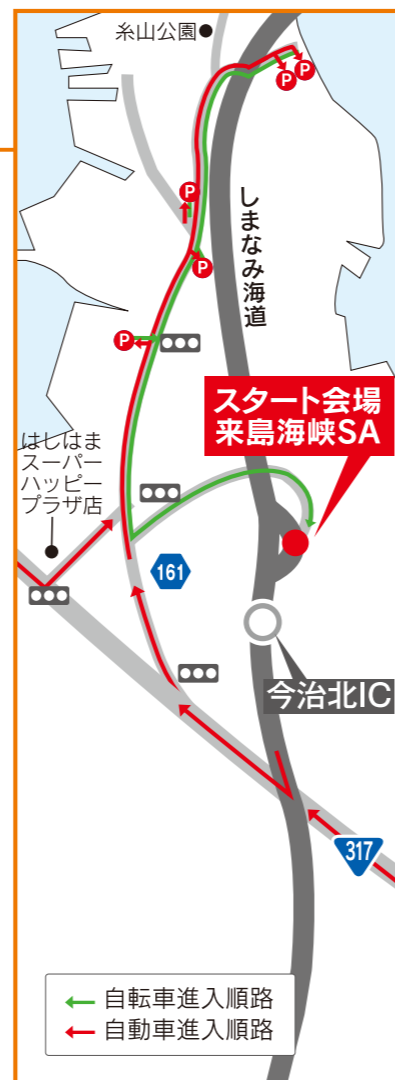 糸山公園
P
P
P
P
しまなみ海道
P
スタート会場
来島海峡SA
はしはま
スーパー
ハッピー
プラザ店
161
今治北IC
317
自転車進入順路
自動車進入順路